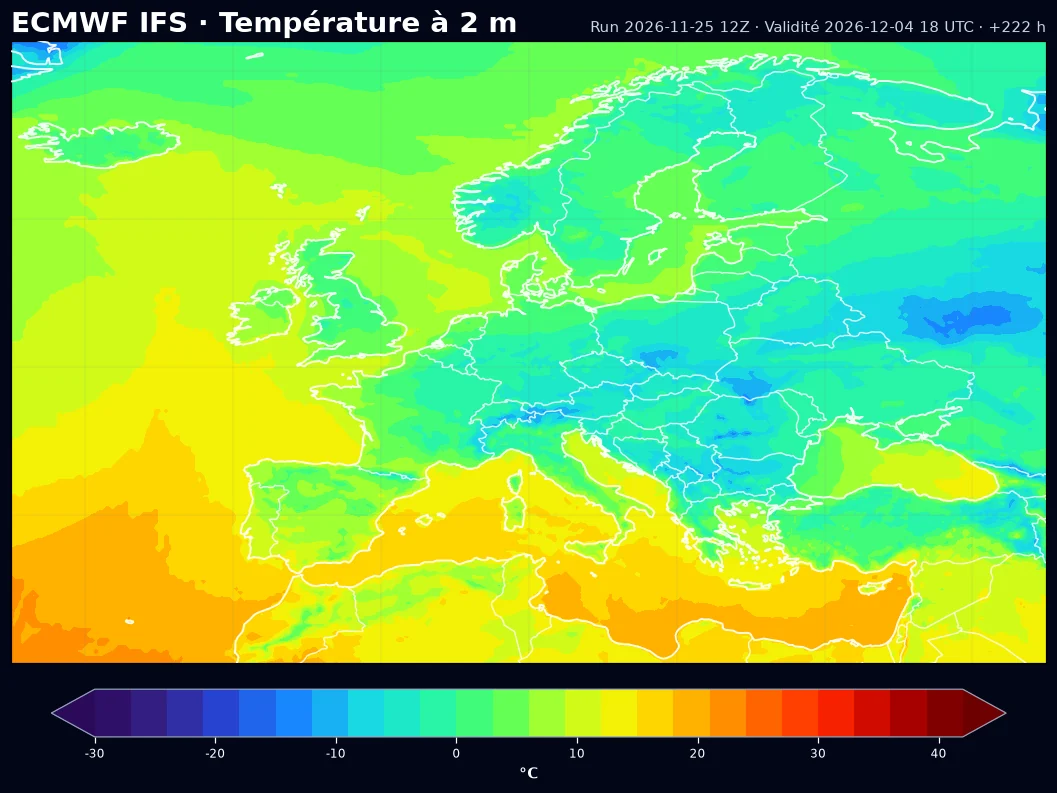 ECMWF IFS · Température à 2 m
Run 2026-11-25 12Z · Validité 2026-12-04 18 UTC · +222 h
-30 -20 -10 0 10 20 30 40
°C